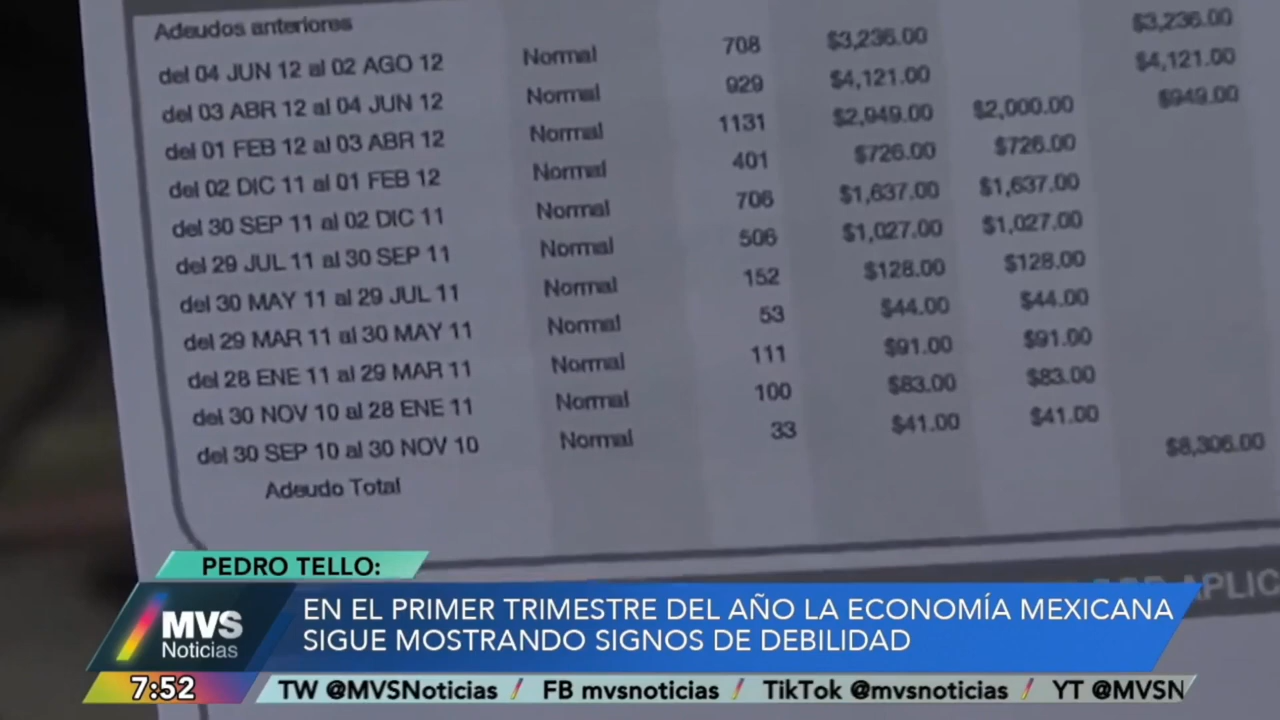 Adeudos anteriores
del 04 JUN 12 al 02 AGO 12 Normal 708 $3,236.00 $3,236.00
del 03 ABR 12 al 04 JUN 12 Normal 929 $4,121.00 $4,121.00
del 01 FEB 12 al 03 ABR 12 Normal 1131 $2,949.00 $2,000.00 $949.00
del 02 DIC 11 al 01 FEB 12 Normal 401 $726.00 $726.00
del 30 SEP 11 al 02 DIC 11 Normal 706 $1,637.00 $1,637.00
del 29 JUL 11 al 30 SEP 11 Normal 506 $1,027.00 $1,027.00
del 30 MAY 11 al 29 JUL 11 Normal 152 $128.00 $128.00
del 29 MAR 11 al 30 MAY 11 Normal 53 $44.00 $44.00
del 28 ENE 11 al 29 MAR 11 Normal 111 $91.00 $91.00
del 30 NOV 10 al 28 ENE 11 Normal 100 $83.00 $83.00
del 30 SEP 10 al 30 NOV 10 Normal 33 $41.00 $41.00
Adeudo Total $8,306.00
PEDRO TELLO:
MVS Noticias
EN EL PRIMER TRIMESTRE DEL AÑO LA ECONOMÍA MEXICANA
SIGUE MOSTRANDO SIGNOS DE DEBILIDAD
7:52
TW @MVSNoticias / FB mvsnoticias / TikTok @mvsnoticias / YT @MVSN